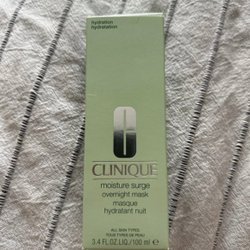 hydration
hydratation
CLINIQUE
moisture surge
overnight mask
masque
hydratant nuit
ALL SKIN TYPES
TOUS TYPES DE PEAU
3.4 FL.OZ.LIQ./100 ml e